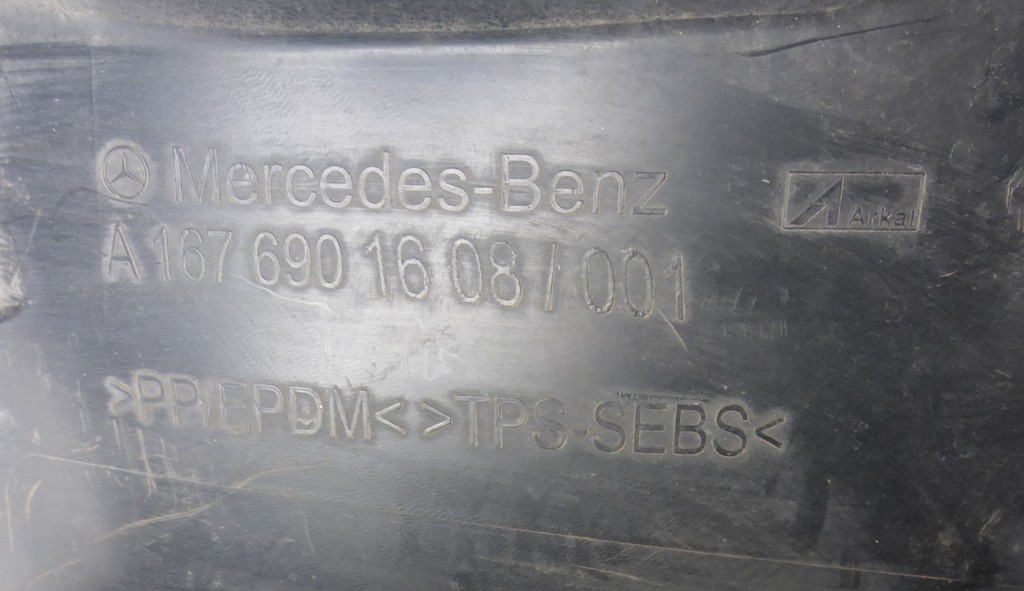 Mercedes-Benz
Arkal
A 167 690 16 08 / 001
>PP/EPDM<>TPS-SEBS<